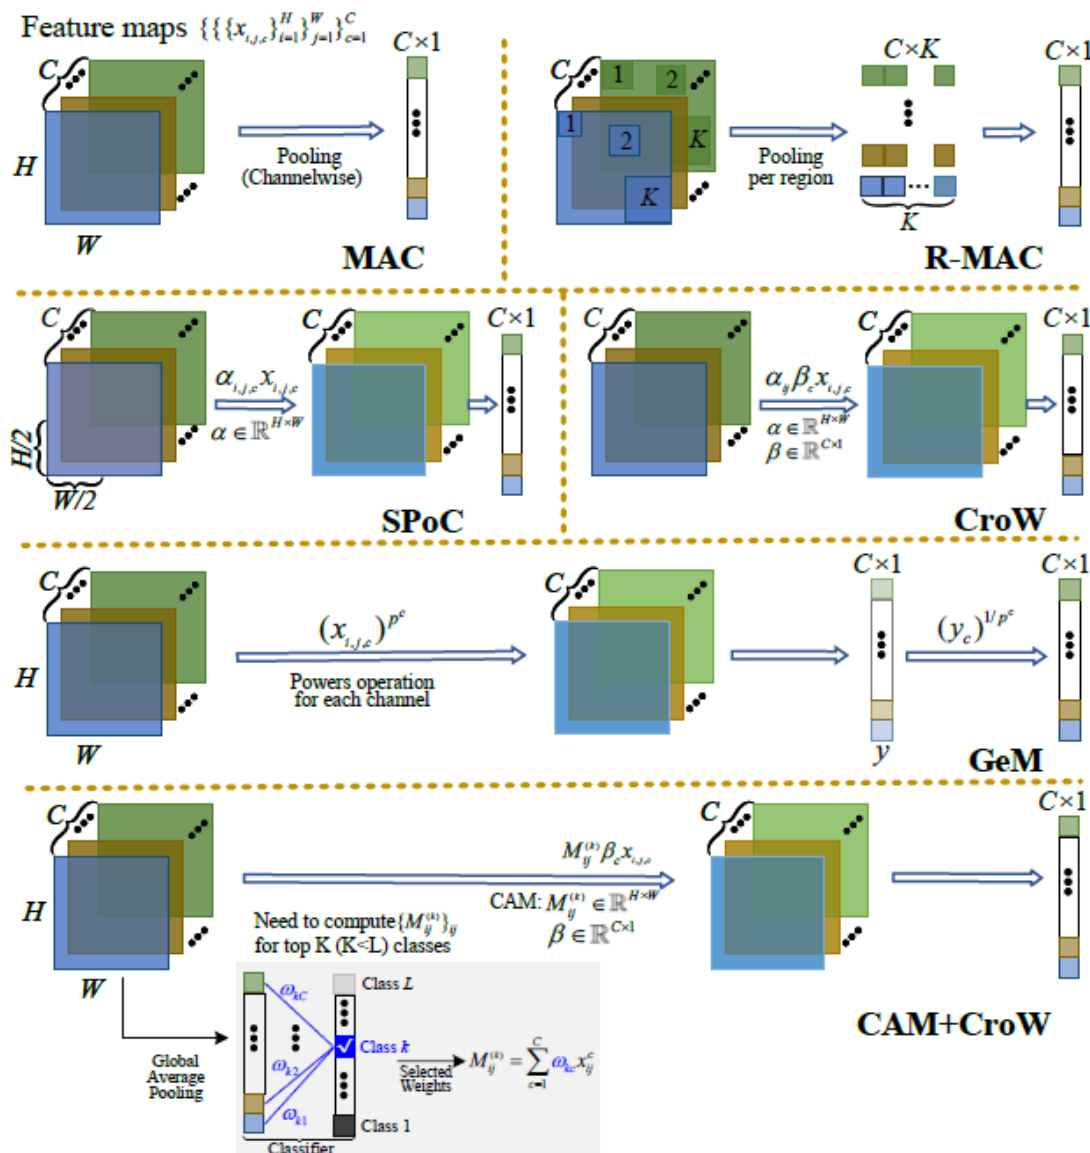 Feature maps {{{x_{i,j,c}}_{i=1}^{H}}_{j=1}^{W}}_{c=1}^{C}
C
H
W
Pooling
(Channelwise)
C×1
MAC
C
1
2
K
1
2
K
Pooling
per region
C×K
K
C×1
R-MAC
C
H/2
W/2
α_{i,j,c} x_{i,j,c}
α ∈ ℝ^{H×W}
C
C×1
SPoC
C
α_{ij} β_c x_{i,j,c}
α ∈ ℝ^{H×W}
β ∈ ℝ^{C×1}
C
C×1
CroW
C
H
W
(x_{i,j,c})^{p^c}
Powers operation
for each channel
C
C×1
y
(y_c)^{1/p^c}
C×1
GeM
C
H
W
M_{ij}^{(k)} β_c x_{i,j,c}
CAM: M_{ij}^{(k)} ∈ ℝ^{H×W}
β ∈ ℝ^{C×1}
Need to compute {M_{ij}^{(k)}}_{ij}
for top K (K<L) classes
C
C×1
CAM+CroW
Global
Average
Pooling
ω_{kC}
ω_{k2}
ω_{k1}
Class L
Class k
Class 1
Classifier
Selected
Weights
M_{ij}^{(k)} = ∑_{c=1}^{C} ω_{kc} x_{ij}^{c}